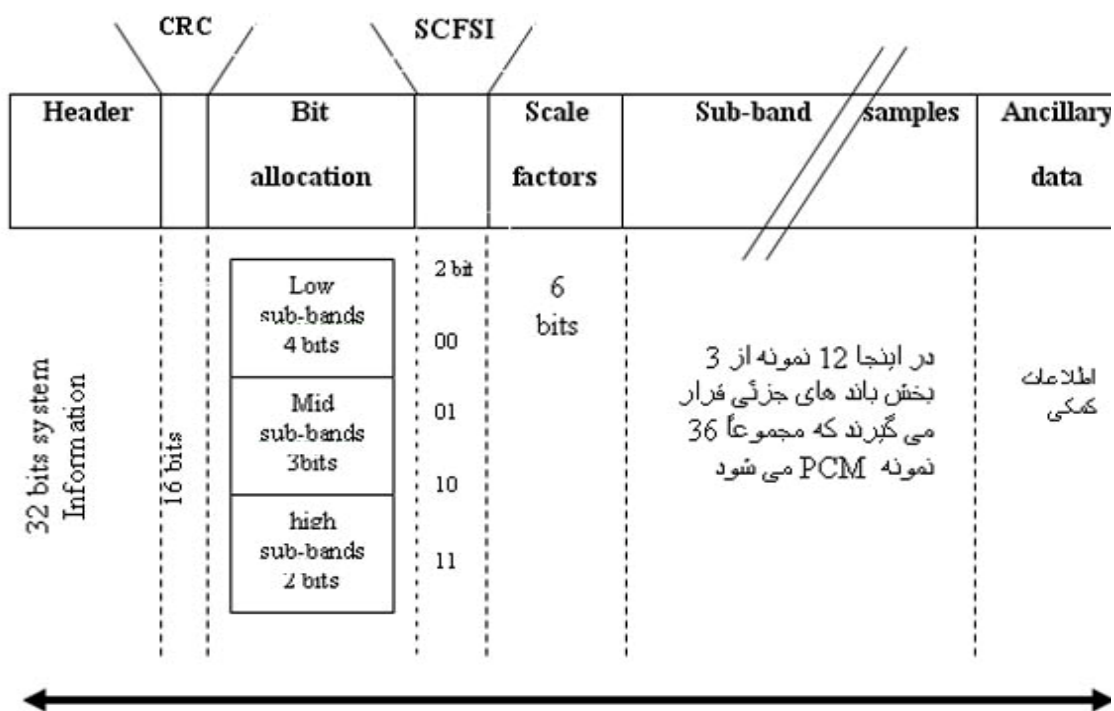 CRC
SCFSI
Header
Bit
allocation
Scale
factors
Sub-band samples
Ancillary
data
32 bits system
Information
16 bits
Low
sub-bands
4 bits
Mid
sub-bands
3bits
high
sub-bands
2 bits
2 bit
00
01
10
11
6
bits
در اینجا 12 نمونه از 3
بخش باند های جزئی قرار
می گیرند که مجموعاً 36
نمونه PCM می شود
اطلاعات
کمکی